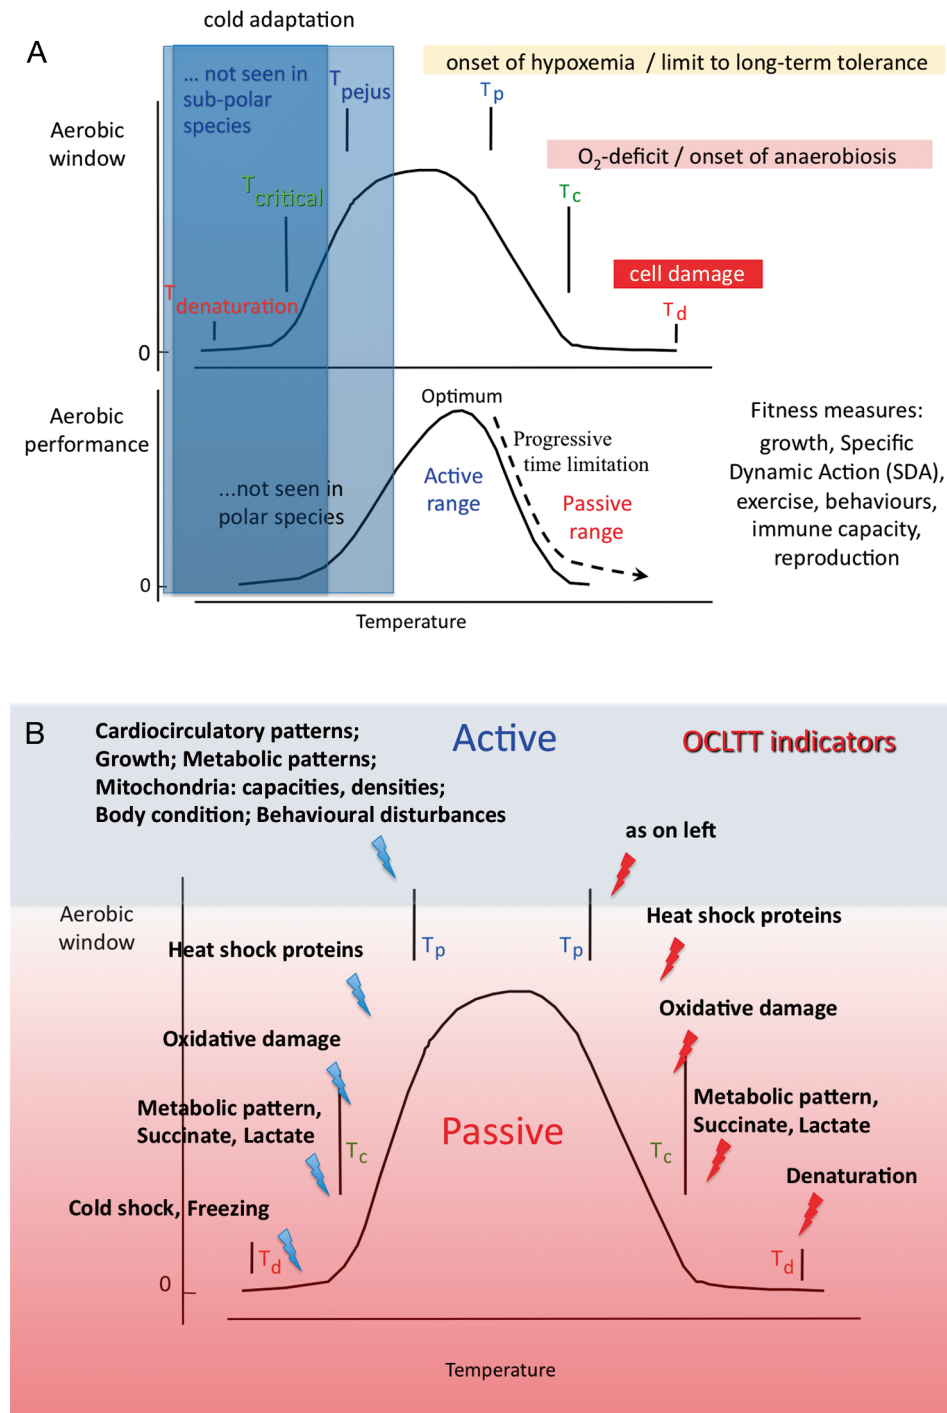 cold adaptation
A
onset of hypoxemia / limit to long-term tolerance
... not seen in
sub-polar
species
Tpejus
Tp
Aerobic
window
O2-deficit / onset of anaerobiosis
Tcritical
Tc
cell damage
Tdenaturation
Td
0
Optimum
Aerobic
performance
Progressive
time limitation
Fitness measures:
growth, Specific
Dynamic Action (SDA),
exercise, behaviours,
immune capacity,
reproduction
Active
range
...not seen in
polar species
Passive
range
0
Temperature
B
Cardiocirculatory patterns;
Growth; Metabolic patterns;
Mitochondria: capacities, densities;
Body condition; Behavioural disturbances
Active
OCLTT indicators
as on left
Aerobic
window
Heat shock proteins
Tp
Tp
Heat shock proteins
Oxidative damage
Oxidative damage
Metabolic pattern,
Succinate, Lactate
Tc
Passive
Tc
Metabolic pattern,
Succinate, Lactate
Denaturation
Cold shock, Freezing
Td
Td
0
Temperature